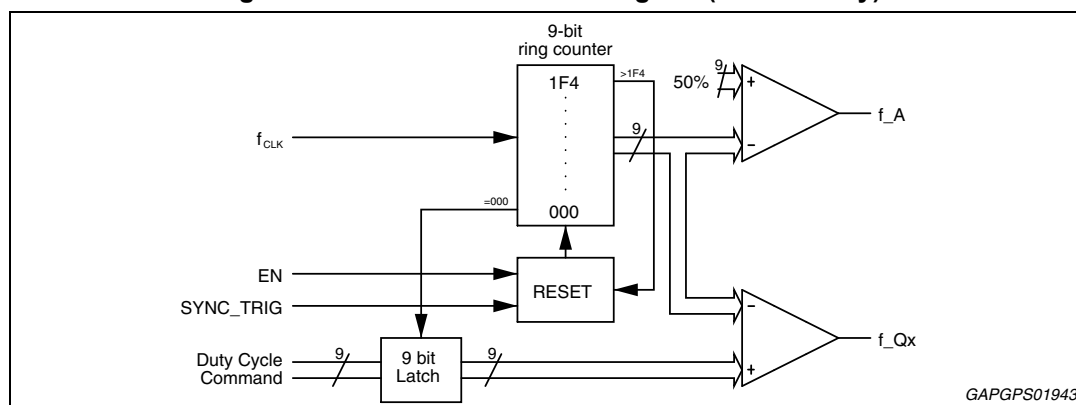 9-bit
ring counter
1F4
>1F4
9
50%
+
f_A
fCLK
9
-
=000
000
EN
RESET
SYNC_TRIG
-
f_Qx
Duty Cycle
Command
9
9 bit
Latch
9
+
GAPGPS01943